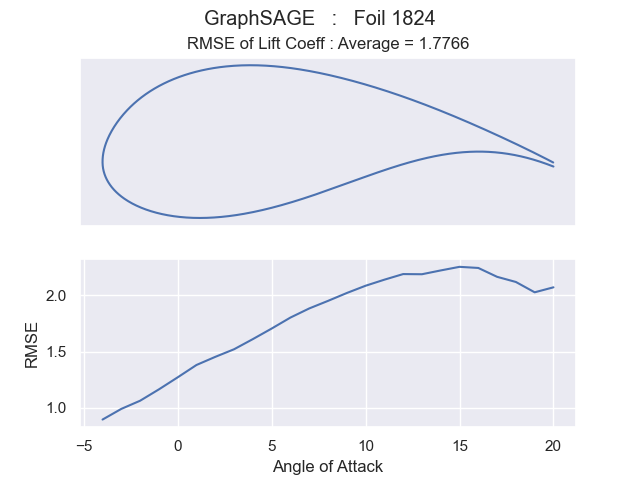 GraphSAGE   :   Foil 1824
RMSE of Lift Coeff : Average = 1.7766
2.0
1.5
1.0
RMSE
−5 0 5 10 15 20
Angle of Attack